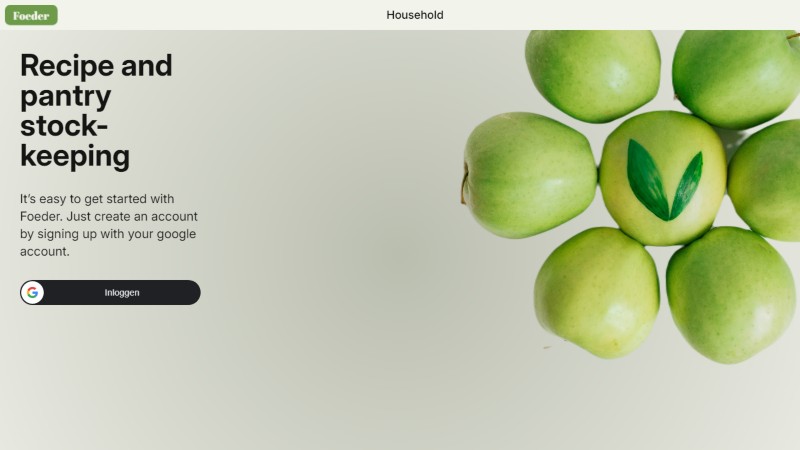 Foeder
Household
Recipe and
pantry
stock-
keeping
It's easy to get started with
Foeder. Just create an account
by signing up with your google
account.
Inloggen